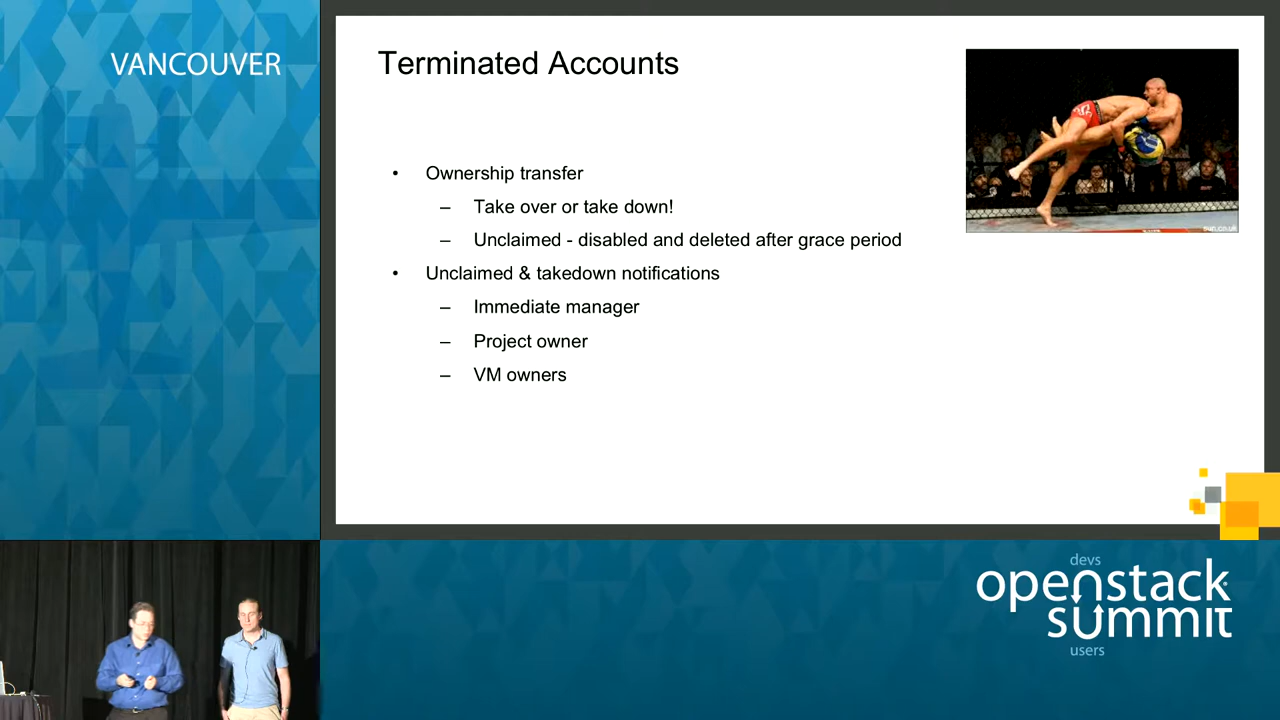 VANCOUVER
Terminated Accounts
• Ownership transfer
– Take over or take down!
– Unclaimed - disabled and deleted after grace period
• Unclaimed & takedown notifications
– Immediate manager
– Project owner
– VM owners
devs
openstack
summit
users